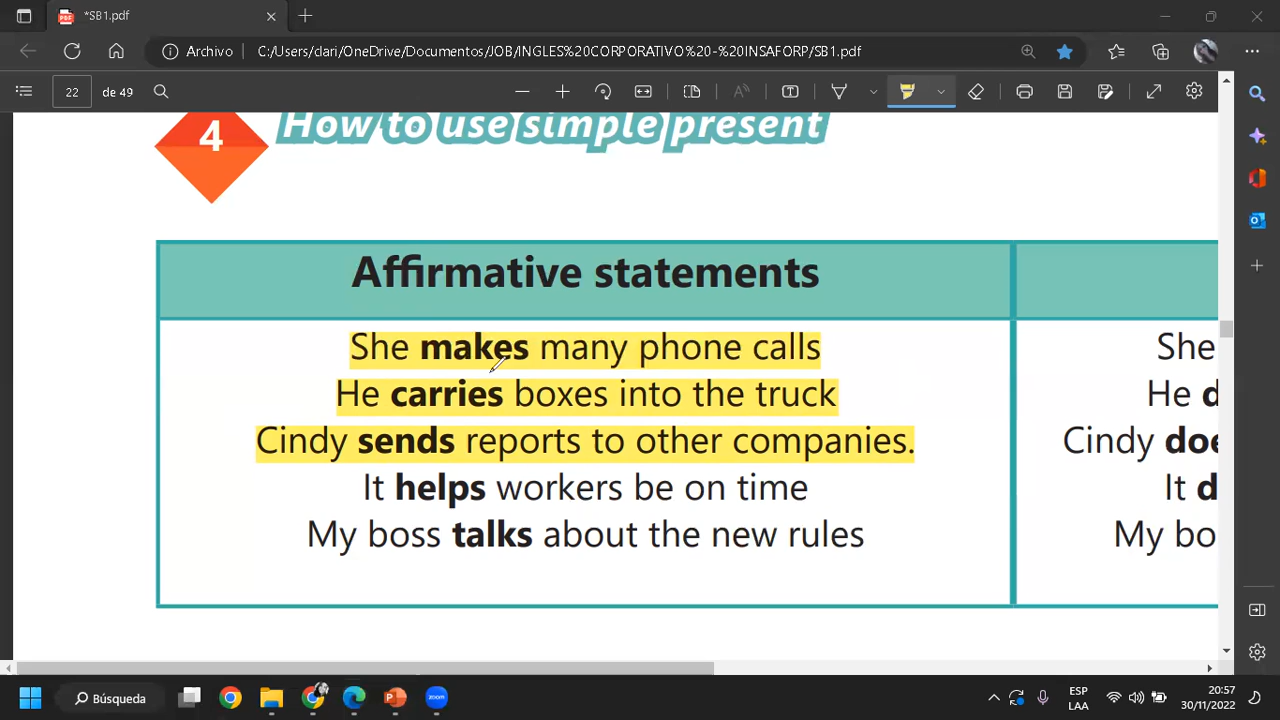 *SB1.pdf
Archivo C:/Users/clari/OneDrive/Documentos/JOB/INGLES%20CORPORATIVO%20-%20INSAFORP/SB1.pdf
22 de 49
4 How to use simple present
Affirmative statements
She makes many phone calls She
He carries boxes into the truck He d
Cindy sends reports to other companies. Cindy doe
It helps workers be on time It d
My boss talks about the new rules My bo
Búsqueda
zoom
ESP
LAA
20:57
30/11/2022